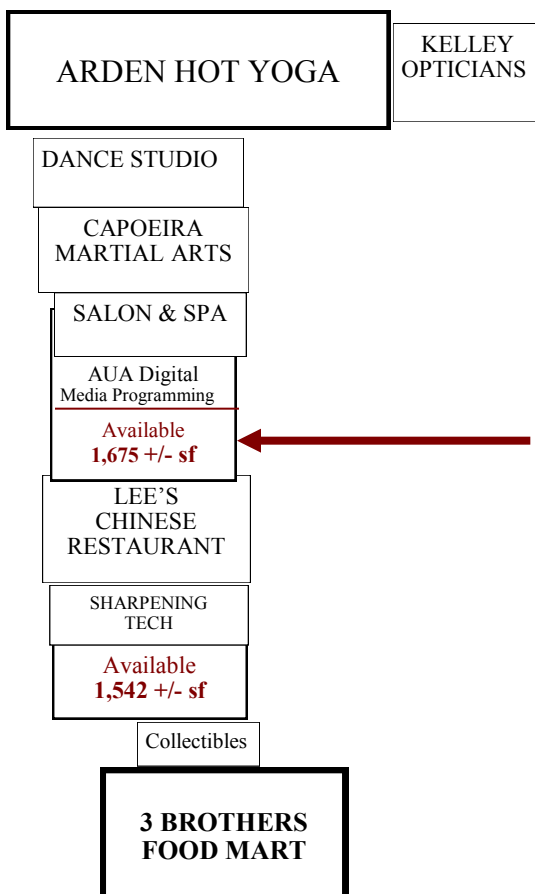 ARDEN HOT YOGA
KELLEY
OPTICIANS
DANCE STUDIO
CAPOEIRA
MARTIAL ARTS
SALON & SPA
AUA Digital
Media Programming
Available
1,675 +/- sf
LEE’S
CHINESE
RESTAURANT
SHARPENING
TECH
Available
1,542 +/- sf
Collectibles
3 BROTHERS
FOOD MART